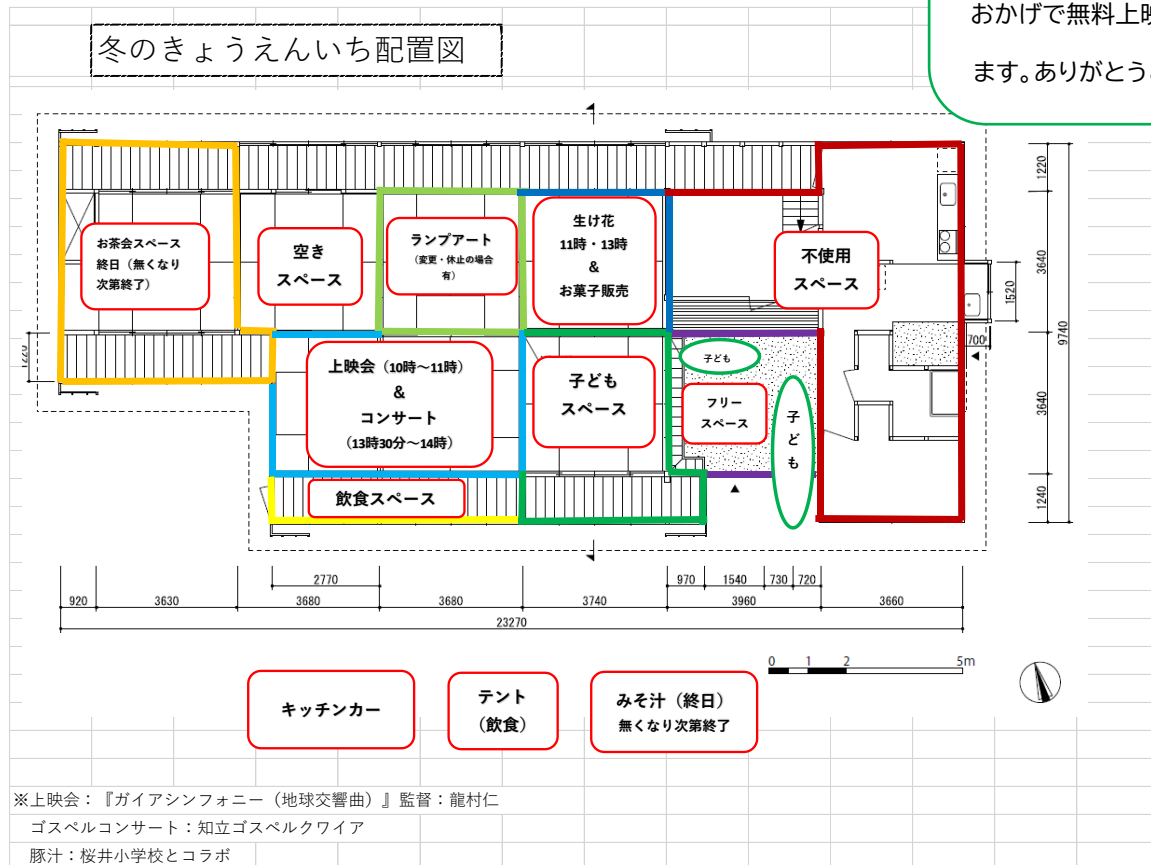 おかげで無料上映
ます。ありがとう
冬のきょうえんいち配置図
お茶会スペース
終日（無くなり
次第終了）
空き
スペース
ランプアート
（変更・休止の場合
有）
生け花
11時・13時
&
お菓子販売
不使用
スペース
上映会（10時～11時）
&
コンサート
（13時30分～14時）
子ども
スペース
子ども
フリー
スペース
子ども
飲食スペース
1220
3640
1520
9740
700
3640
1240
2770
970
1540
730
720
920
3630
3680
3680
3740
3960
3660
23270
0
1
2
5m
キッチンカー
テント
（飲食）
みそ汁（終日）
無くなり次第終了
※上映会：『ガイアシンフォニー（地球交響曲）』監督：龍村仁
ゴスペルコンサート：知立ゴスペルクワイア
豚汁：桜井小学校とコラボ